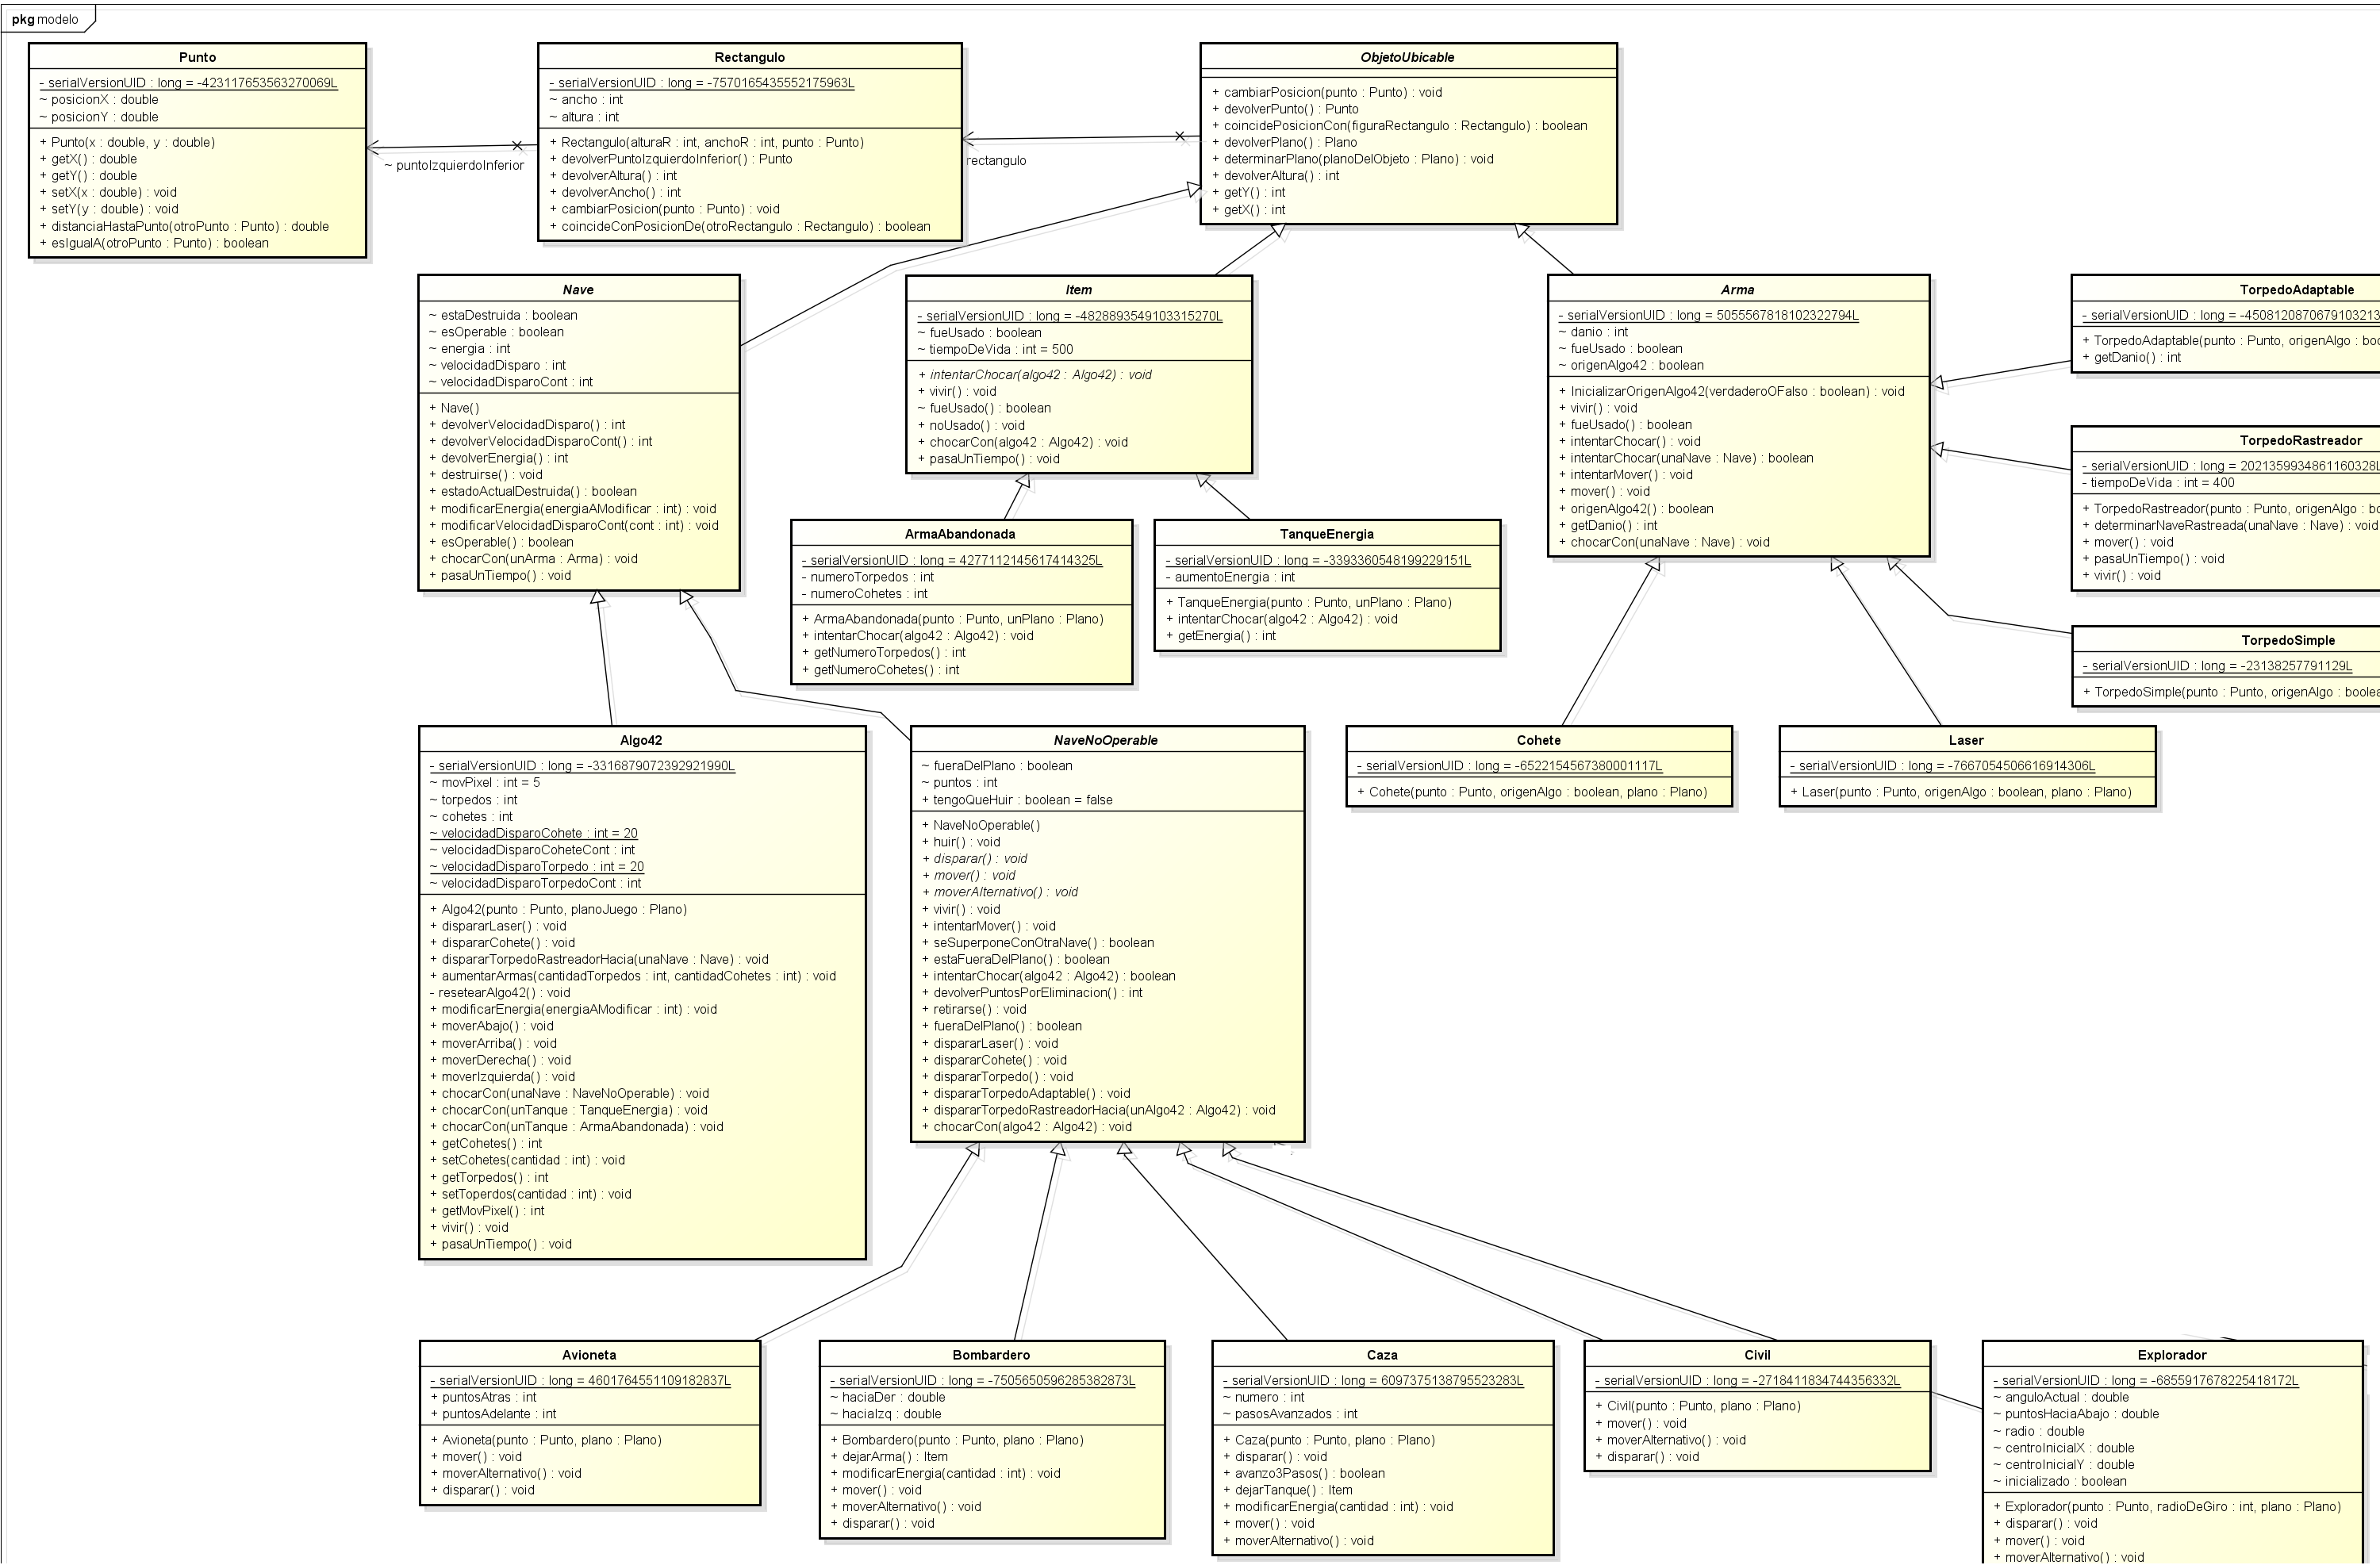 pkg modelo
Punto
- serialVersionUID : long = -423117653563270069L
~ posicionX : double
~ posicionY : double
+ Punto(x : double, y : double)
+ getX() : double
+ getY() : double
+ setX(x : double) : void
+ setY(y : double) : void
+ distanciaHastaPunto(otroPunto : Punto) : double
+ esIgualA(otroPunto : Punto) : boolean
~ puntoIzquierdoInferior
Rectangulo
- serialVersionUID : long = -7570165435552175963L
~ ancho : int
~ altura : int
+ Rectangulo(alturaR : int, anchoR : int, punto : Punto)
+ devolverPuntoIzquierdoInferior() : Punto
+ devolverAltura() : int
+ devolverAncho() : int
+ cambiarPosicion(punto : Punto) : void
+ coincideConPosicionDe(otroRectangulo : Rectangulo) : boolean
rectangulo
ObjetoUbicable
+ cambiarPosicion(punto : Punto) : void
+ devolverPunto() : Punto
+ coincidePosicionCon(figuraRectangulo : Rectangulo) : boolean
+ devolverPlano() : Plano
+ determinarPlano(planoDelObjeto : Plano) : void
+ devolverAltura() : int
+ getY() : int
+ getX() : int
Nave
~ estaDestruida : boolean
~ esOperable : boolean
~ energia : int
~ velocidadDisparo : int
~ velocidadDisparoCont : int
+ Nave()
+ devolverVelocidadDisparo() : int
+ devolverVelocidadDisparoCont() : int
+ devolverEnergia() : int
+ destruirse() : void
+ estadoActualDestruida() : boolean
+ modificarEnergia(energiaAModificar : int) : void
+ modificarVelocidadDisparoCont(cont : int) : void
+ esOperable() : boolean
+ chocarCon(unArma : Arma) : void
+ pasaUnTiempo() : void
Item
- serialVersionUID : long = -4828893549103315270L
~ fueUsado : boolean
~ tiempoDeVida : int = 500
+ intentarChocar(algo42 : Algo42) : void
+ vivir() : void
~ fueUsado() : boolean
+ noUsado() : void
+ chocarCon(algo42 : Algo42) : void
+ pasaUnTiempo() : void
Arma
- serialVersionUID : long = 5055567818102322794L
~ danio : int
~ fueUsado : boolean
~ origenAlgo42 : boolean
+ InicializarOrigenAlgo42(verdaderoOFalso : boolean) : void
+ vivir() : void
+ fueUsado() : boolean
+ intentarChocar() : void
+ intentarChocar(unaNave : Nave) : boolean
+ intentarMover() : void
+ mover() : void
+ origenAlgo42() : boolean
+ getDanio() : int
+ chocarCon(unaNave : Nave) : void
TorpedoAdaptable
- serialVersionUID : long = -4508120870679103213
+ TorpedoAdaptable(punto : Punto, origenAlgo : boo
+ getDanio() : int
TorpedoRastreador
- serialVersionUID : long = 2021359934861160328L
- tiempoDeVida : int = 400
+ TorpedoRastreador(punto : Punto, origenAlgo : bo
+ determinarNaveRastreada(unaNave : Nave) : void
+ mover() : void
+ pasaUnTiempo() : void
+ vivir() : void
TorpedoSimple
- serialVersionUID : long = -23138257791129L
+ TorpedoSimple(punto : Punto, origenAlgo : boolea
ArmaAbandonada
- serialVersionUID : long = 4277112145617414325L
- numeroTorpedos : int
- numeroCohetes : int
+ ArmaAbandonada(punto : Punto, unPlano : Plano)
+ intentarChocar(algo42 : Algo42) : void
+ getNumeroTorpedos() : int
+ getNumeroCohetes() : int
TanqueEnergia
- serialVersionUID : long = -3393360548199229151L
- aumentoEnergia : int
+ TanqueEnergia(punto : Punto, unPlano : Plano)
+ intentarChocar(algo42 : Algo42) : void
+ getEnergia() : int
Algo42
- serialVersionUID : long = -3316879072392921990L
~ movPixel : int = 5
~ torpedos : int
~ cohetes : int
~ velocidadDisparoCohete : int = 20
~ velocidadDisparoCoheteCont : int
~ velocidadDisparoTorpedo : int = 20
~ velocidadDisparoTorpedoCont : int
+ Algo42(punto : Punto, planoJuego : Plano)
+ dispararLaser() : void
+ dispararCohete() : void
+ dispararTorpedoRastreadorHacia(unaNave : Nave) : void
+ aumentarArmas(cantidadTorpedos : int, cantidadCohetes : int) : void
- resetearAlgo42() : void
+ modificarEnergia(energiaAModificar : int) : void
+ moverAbajo() : void
+ moverArriba() : void
+ moverDerecha() : void
+ moverIzquierda() : void
+ chocarCon(unaNave : NaveNoOperable) : void
+ chocarCon(unTanque : TanqueEnergia) : void
+ chocarCon(unTanque : ArmaAbandonada) : void
+ getCohetes() : int
+ setCohetes(cantidad : int) : void
+ getTorpedos() : int
+ setToperdos(cantidad : int) : void
+ getMovPixel() : int
+ vivir() : void
+ pasaUnTiempo() : void
NaveNoOperable
~ fueraDelPlano : boolean
~ puntos : int
+ tengoQueHuir : boolean = false
+ NaveNoOperable()
+ huir() : void
+ disparar() : void
+ mover() : void
+ moverAlternativo() : void
+ vivir() : void
+ intentarMover() : void
+ seSuperponeConOtraNave() : boolean
+ estaFueraDelPlano() : boolean
+ intentarChocar(algo42 : Algo42) : boolean
+ devolverPuntosPorEliminacion() : int
+ retirarse() : void
+ fueraDelPlano() : boolean
+ dispararLaser() : void
+ dispararCohete() : void
+ dispararTorpedo() : void
+ dispararTorpedoAdaptable() : void
+ dispararTorpedoRastreadorHacia(unAlgo42 : Algo42) : void
+ chocarCon(algo42 : Algo42) : void
Cohete
- serialVersionUID : long = -6522154567380001117L
+ Cohete(punto : Punto, origenAlgo : boolean, plano : Plano)
Laser
- serialVersionUID : long = -7667054506616914306L
+ Laser(punto : Punto, origenAlgo : boolean, plano : Plano)
Avioneta
- serialVersionUID : long = 4601764551109182837L
+ puntosAtras : int
+ puntosAdelante : int
+ Avioneta(punto : Punto, plano : Plano)
+ mover() : void
+ moverAlternativo() : void
+ disparar() : void
Bombardero
- serialVersionUID : long = -7505650596285382873L
~ haciaDer : double
~ haciaIzq : double
+ Bombardero(punto : Punto, plano : Plano)
+ dejarArma() : Item
+ modificarEnergia(cantidad : int) : void
+ mover() : void
+ moverAlternativo() : void
+ disparar() : void
Caza
- serialVersionUID : long = 6097375138795523283L
~ numero : int
~ pasosAvanzados : int
+ Caza(punto : Punto, plano : Plano)
+ disparar() : void
+ avanzo3Pasos() : boolean
+ dejarTanque() : Item
+ modificarEnergia(cantidad : int) : void
+ mover() : void
+ moverAlternativo() : void
Civil
- serialVersionUID : long = -2718411834744356332L
+ Civil(punto : Punto, plano : Plano)
+ mover() : void
+ moverAlternativo() : void
+ disparar() : void
Explorador
- serialVersionUID : long = -6855917678225418172L
~ anguloActual : double
~ puntosHaciaAbajo : double
~ radio : double
~ centroInicialX : double
~ centroInicialY : double
~ inicializado : boolean
+ Explorador(punto : Punto, radioDeGiro : int, plano : Plano)
+ disparar() : void
+ mover() : void
+ moverAlternativo() : void